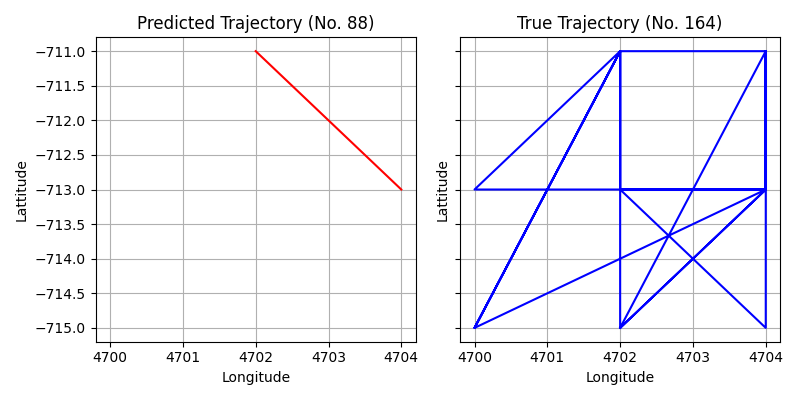 Predicted Trajectory (No. 88)
True Trajectory (No. 164)
−711.0
−711.5
−712.0
−712.5
−713.0
−713.5
−714.0
−714.5
−715.0
Lattitude
Lattitude
4700 4701 4702 4703 4704
4700 4701 4702 4703 4704
Longitude
Longitude